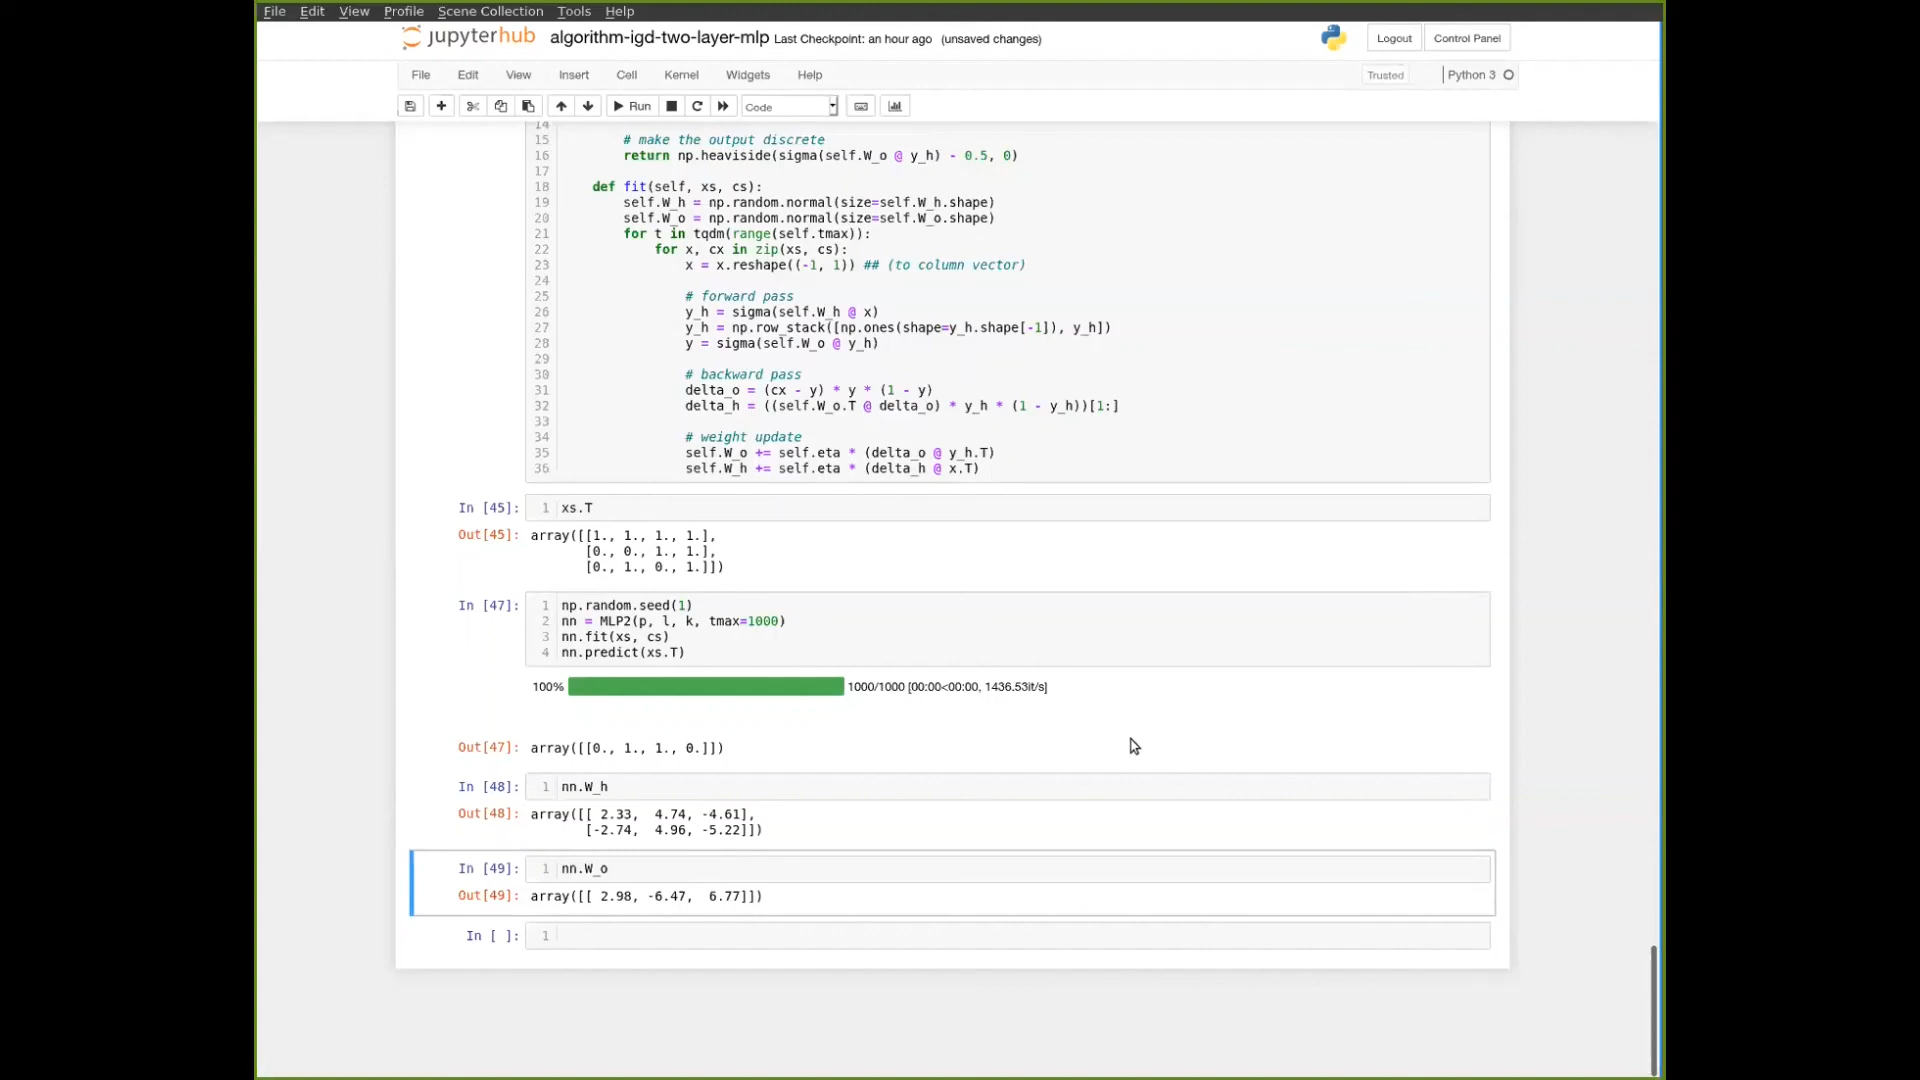 File Edit View Profile Scene Collection Tools Help
jupyterhub algorithm-igd-two-layer-mlp Last Checkpoint: an hour ago (unsaved changes) Logout Control Panel
File Edit View Insert Cell Kernel Widgets Help Trusted Python 3
Run Code
14
15 # make the output discrete
16 return np.heaviside(sigma(self.W_o @ y_h) - 0.5, 0)
17
18 def fit(self, xs, cs):
19 self.W_h = np.random.normal(size=self.W_h.shape)
20 self.W_o = np.random.normal(size=self.W_o.shape)
21 for t in tqdm(range(self.tmax)):
22 for x, cx in zip(xs, cs):
23 x = x.reshape((-1, 1)) ## (to column vector)
24
25 # forward pass
26 y_h = sigma(self.W_h @ x)
27 y_h = np.row_stack([np.ones(shape=y_h.shape[-1]), y_h])
28 y = sigma(self.W_o @ y_h)
29
30 # backward pass
31 delta_o = (cx - y) * y * (1 - y)
32 delta_h = ((self.W_o.T @ delta_o) * y_h * (1 - y_h))[1:]
33
34 # weight update
35 self.W_o += self.eta * (delta_o @ y_h.T)
36 self.W_h += self.eta * (delta_h @ x.T)
In [45]: 1 xs.T
Out[45]: array([[1., 1., 1., 1.],
[0., 0., 1., 1.],
[0., 1., 0., 1.]])
In [47]: 1 np.random.seed(1)
2 nn = MLP2(p, l, k, tmax=1000)
3 nn.fit(xs, cs)
4 nn.predict(xs.T)
100% 1000/1000 [00:00<00:00, 1436.53it/s]
Out[47]: array([[0., 1., 1., 0.]])
In [48]: 1 nn.W_h
Out[48]: array([[ 2.33, 4.74, -4.61],
[-2.74, 4.96, -5.22]])
In [49]: 1 nn.W_o
Out[49]: array([[ 2.98, -6.47, 6.77]])
In [ ]: 1